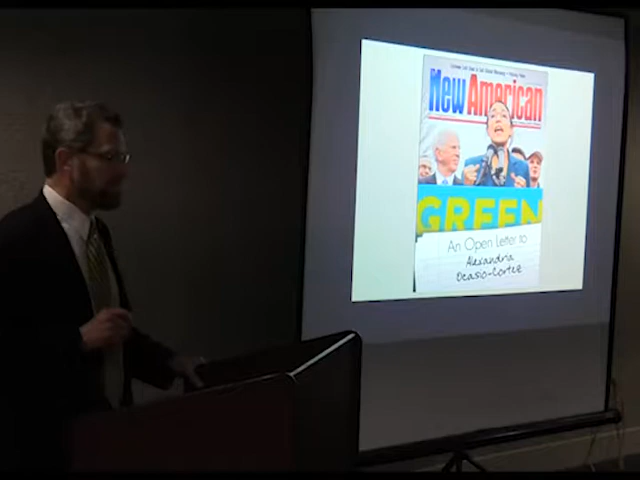 New American
GREEN
An Open Letter to
Alexandria
Ocasio-Cortez